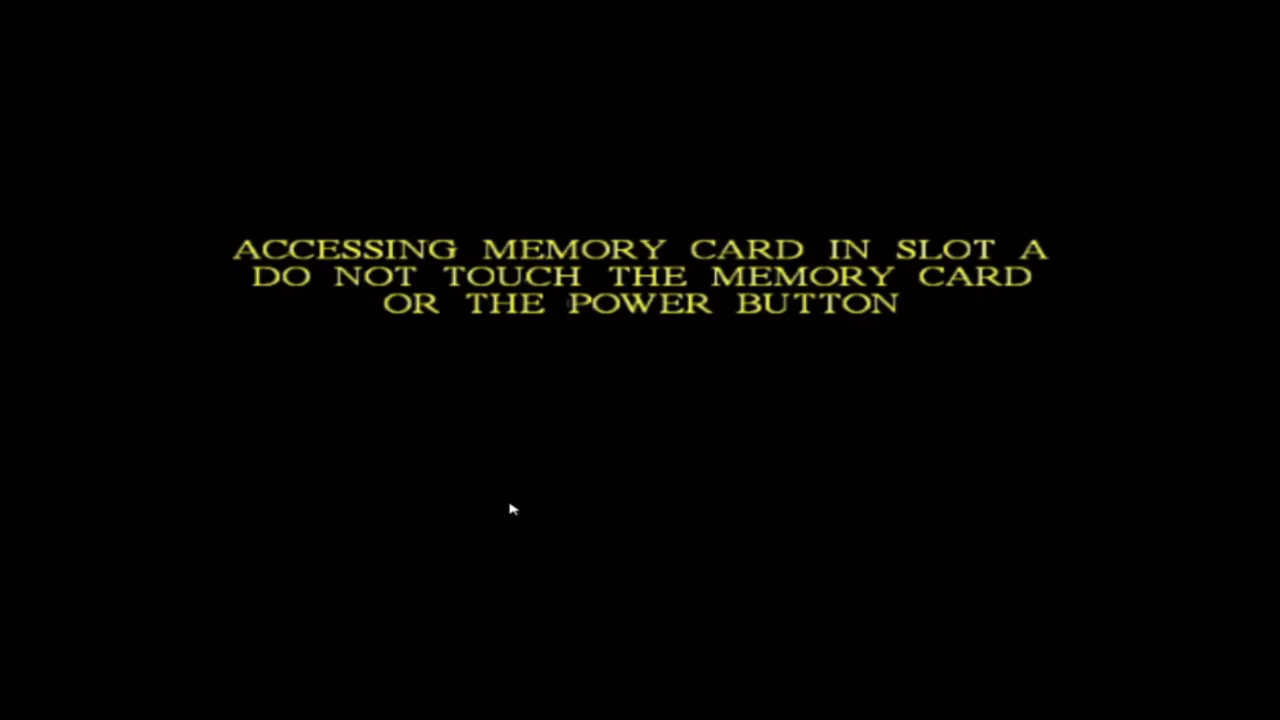 ACCESSING MEMORY CARD IN SLOT A
DO NOT TOUCH THE MEMORY CARD
OR THE POWER BUTTON